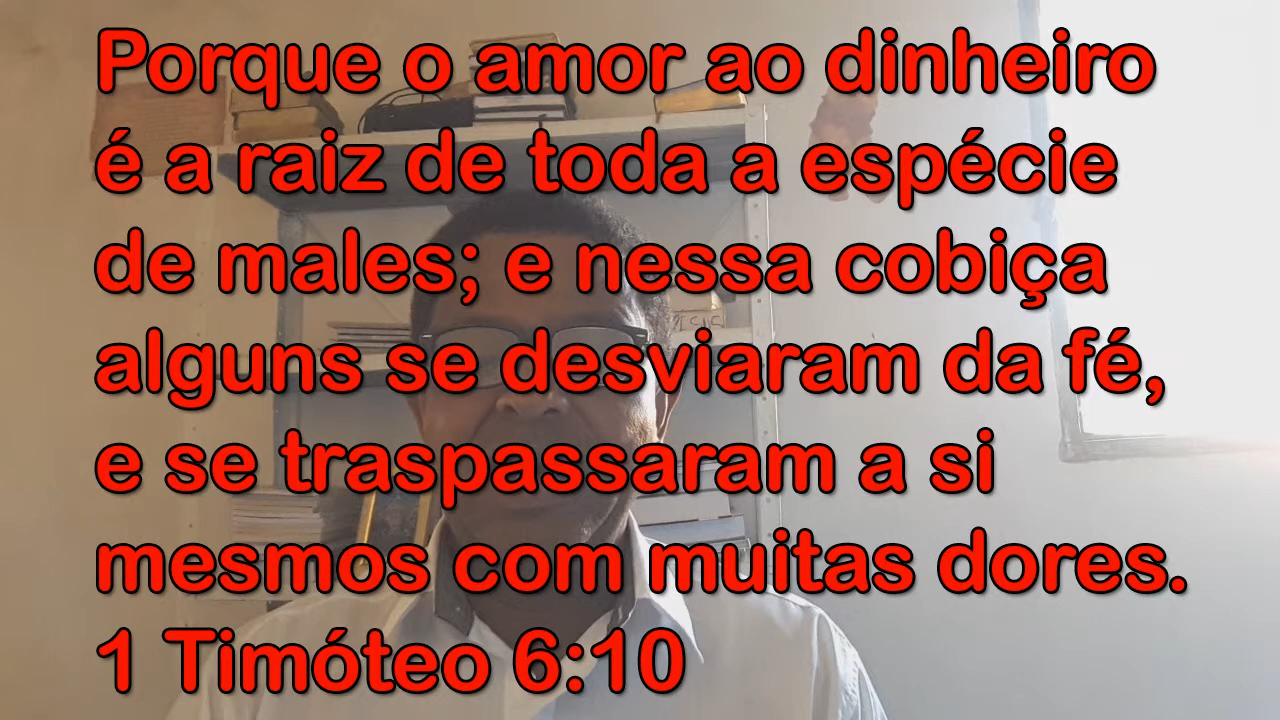 Porque o amor ao dinheiro
é a raiz de toda a espécie
de males; e nessa cobiça
alguns se desviaram da fé,
e se traspassaram a si
mesmos com muitas dores.
1 Timóteo 6:10